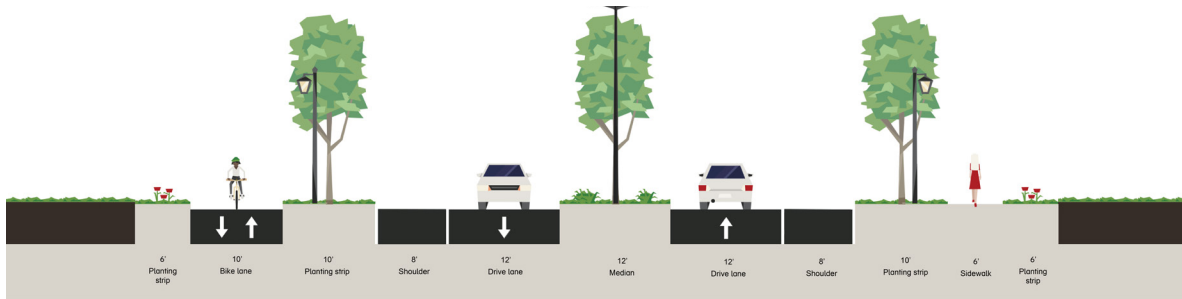 6'
Planting
strip
10'
Bike lane
10'
Planting strip
8'
Shoulder
12'
Drive lane
12'
Median
12'
Drive lane
8'
Shoulder
10'
Planting strip
6'
Sidewalk
6'
Planting
strip